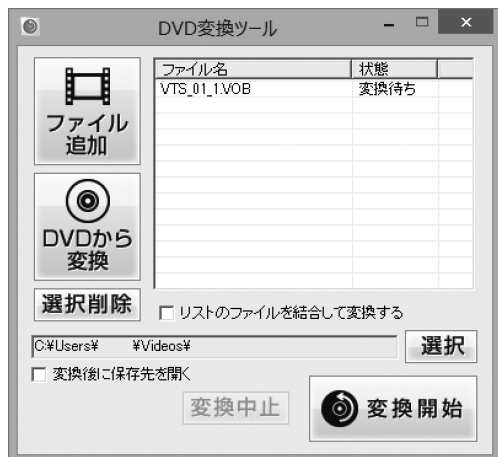 DVD変換ツール
ファイル追加
DVDから変換
選択削除
ファイル名 状態
VTS_01_1.VOB 変換待ち
リストのファイルを結合して変換する
C:¥Users¥ ¥Videos¥
選択
変換後に保存先を開く
変換中止
変換開始